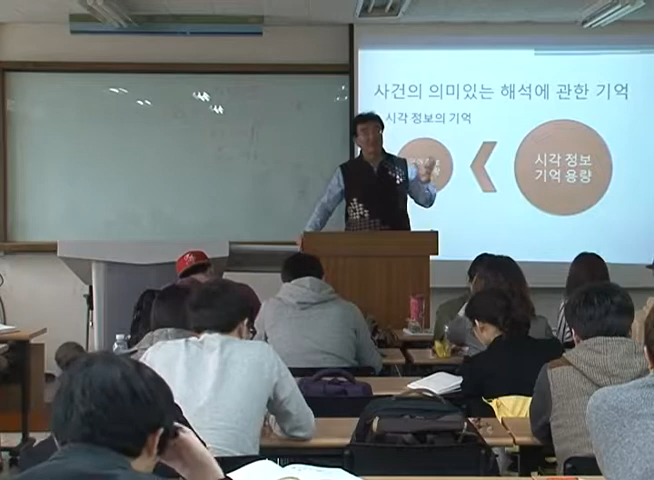 사건의 의미있는 해석에 관한 기억
시각 정보의 기억
시각 정보
기억 용량